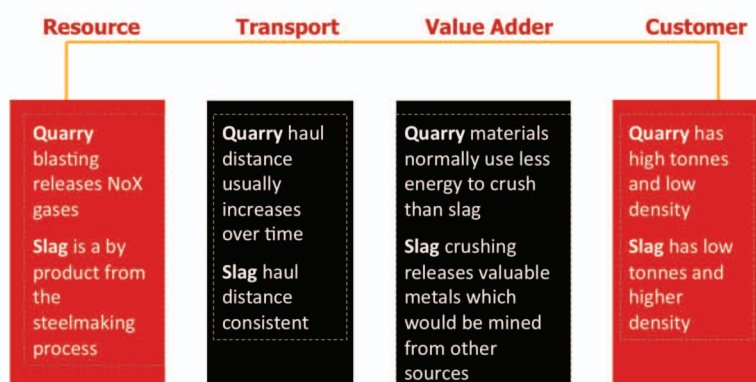 Resource
Transport
Value Adder
Customer
Quarry
blasting
releases NoX
gases
Slag is a by
product from
the
steelmaking
process
Quarry haul
distance
usually
increases
over time
Slag haul
distance
consistent
Quarry materials
normally use less
energy to crush
than slag
Slag crushing
releases valuable
metals which
would be mined
from other
sources
Quarry has
high tonnes
and low
density
Slag has low
tonnes and
higher
density